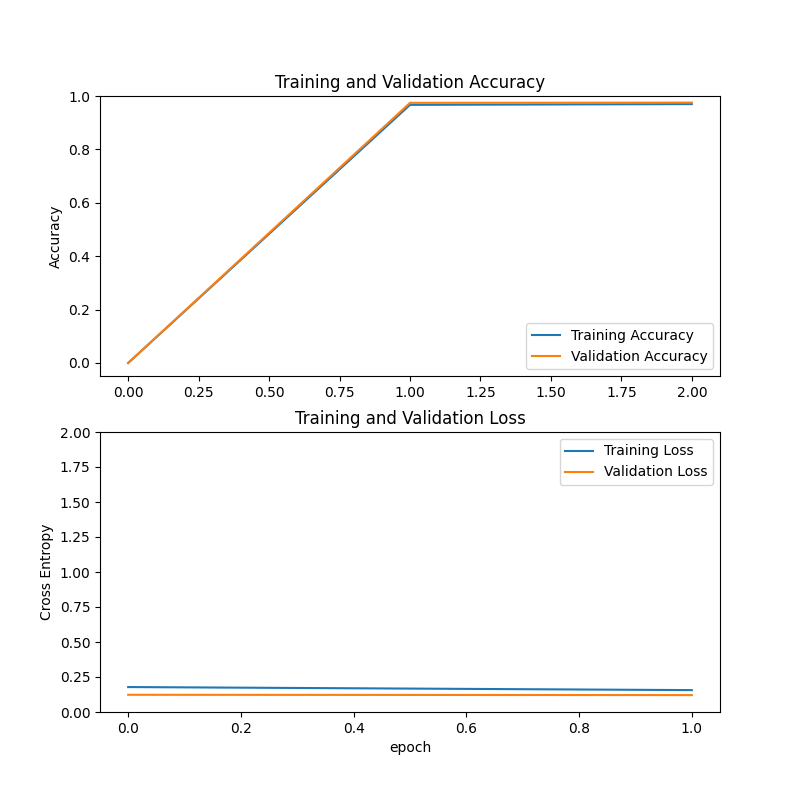 Training and Validation Accuracy
1.0
0.8
0.6
0.4
0.2
0.0
Accuracy
Training Accuracy
Validation Accuracy
0.00 0.25 0.50 0.75 1.00 1.25 1.50 1.75 2.00
Training and Validation Loss
2.00
1.75
1.50
1.25
1.00
0.75
0.50
0.25
0.00
Cross Entropy
Training Loss
Validation Loss
0.0 0.2 0.4 0.6 0.8 1.0
epoch